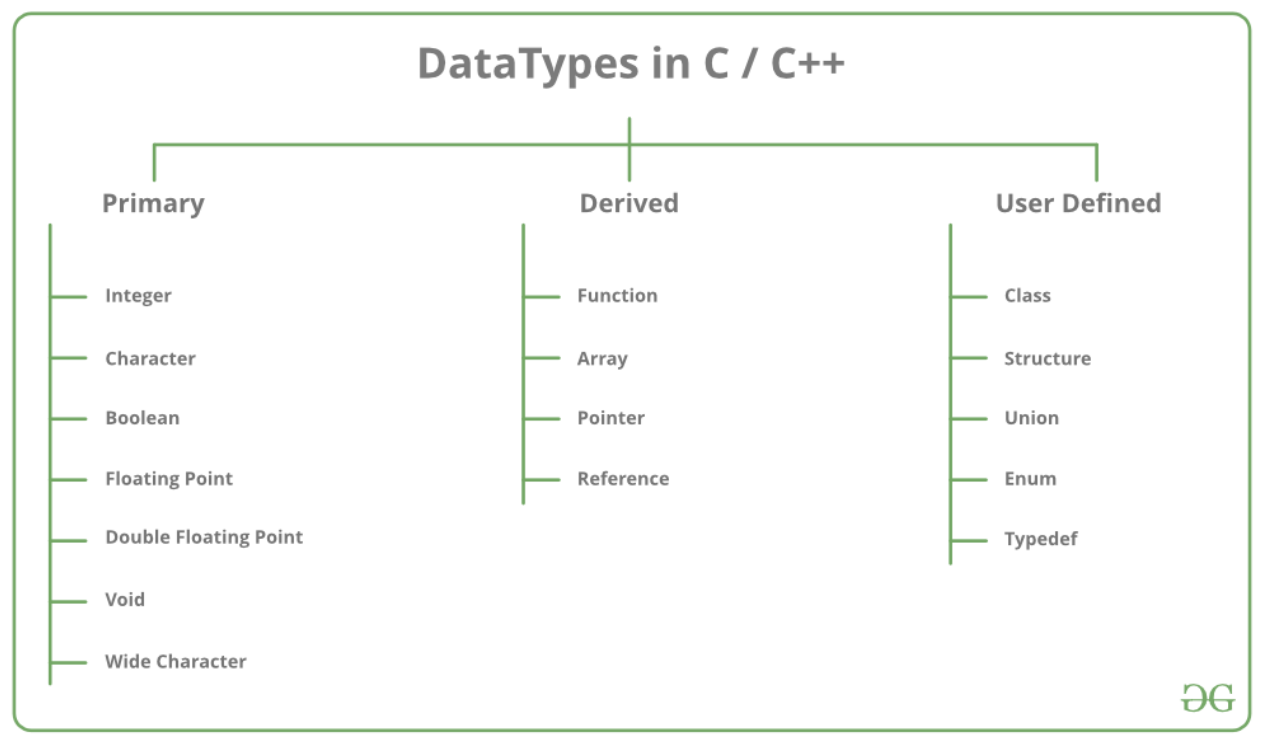 DataTypes in C / C++
Primary
Integer
Character
Boolean
Floating Point
Double Floating Point
Void
Wide Character
Derived
Function
Array
Pointer
Reference
User Defined
Class
Structure
Union
Enum
Typedef